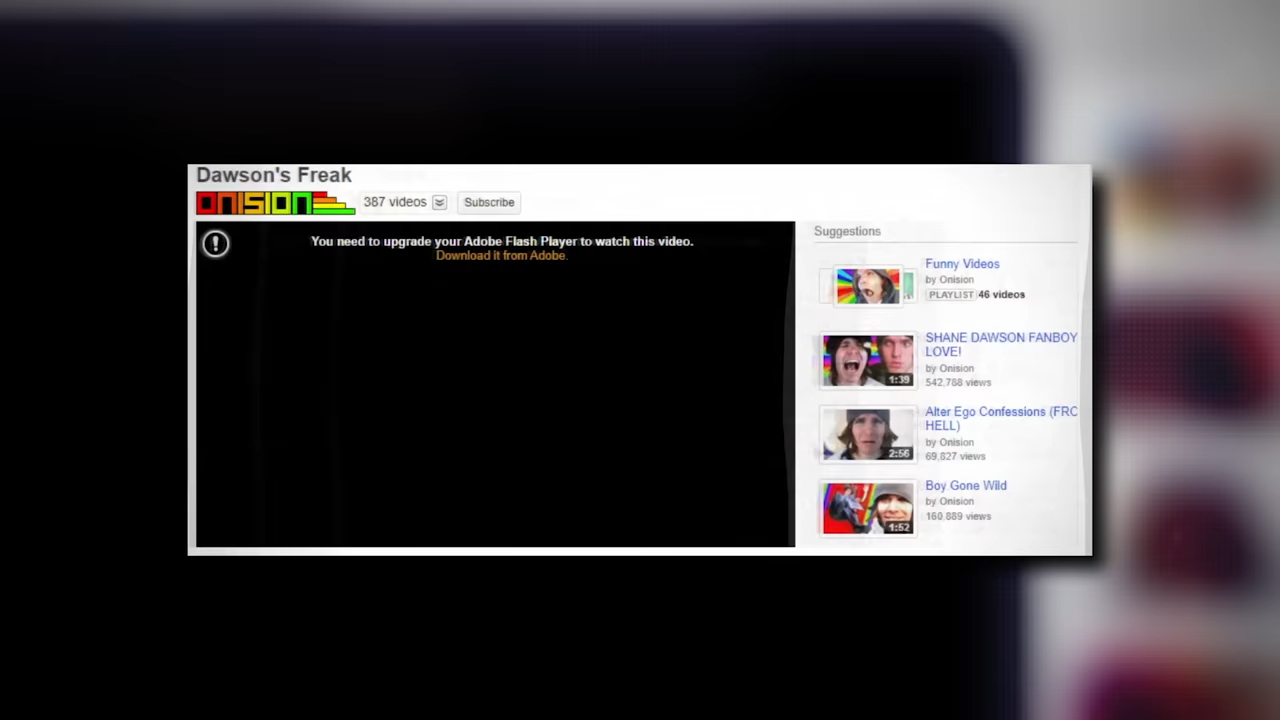 Dawson's Freak
ONISION
387 videos
Subscribe
You need to upgrade your Adobe Flash Player to watch this video.
Download it from Adobe.
Suggestions
Funny Videos
by Onision
PLAYLIST 46 videos
SHANE DAWSON FANBOY
LOVE!
by Onision
542,788 views
1:39
Alter Ego Confessions (FRO
HELL)
by Onision
69,827 views
2:56
Boy Gone Wild
by Onision
160,889 views
1:52